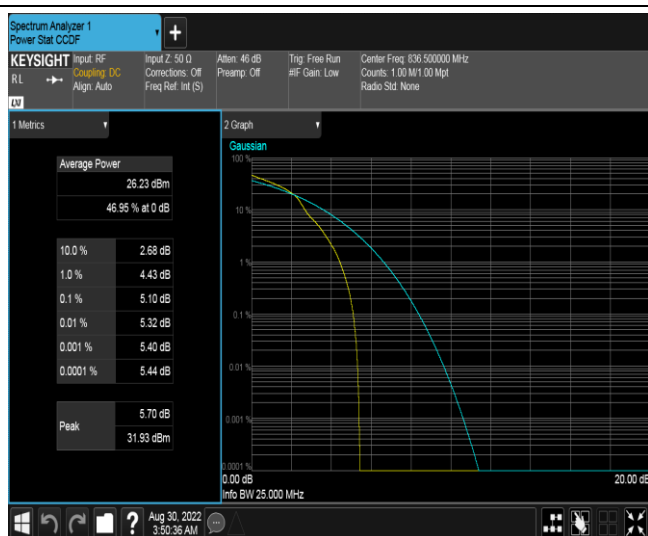 Spectrum Analyzer 1
Power Stat CCDF
+
KEYSIGHT
RL
LXI
Input: RF
Coupling: DC
Align: Auto
Input Z: 50 Ω
Corrections: Off
Freq Ref: Int (S)
Atten: 46 dB
Preamp: Off
Trig: Free Run
#IF Gain: Low
Center Freq: 836.500000 MHz
Counts: 1.00 M/1.00 Mpt
Radio Std: None
1 Metrics
Average Power
26.23 dBm
46.95 % at 0 dB
10.0 % 2.68 dB
1.0 % 4.43 dB
0.1 % 5.10 dB
0.01 % 5.32 dB
0.001 % 5.40 dB
0.0001 % 5.44 dB
Peak
5.70 dB
31.93 dBm
2 Graph
Gaussian
100 %
10 %
1 %
0.1 %
0.01 %
0.001 %
0.0001 %
0.00 dB
20.00 dB
Info BW 25.000 MHz
?
Aug 30, 2022
3:50:36 AM